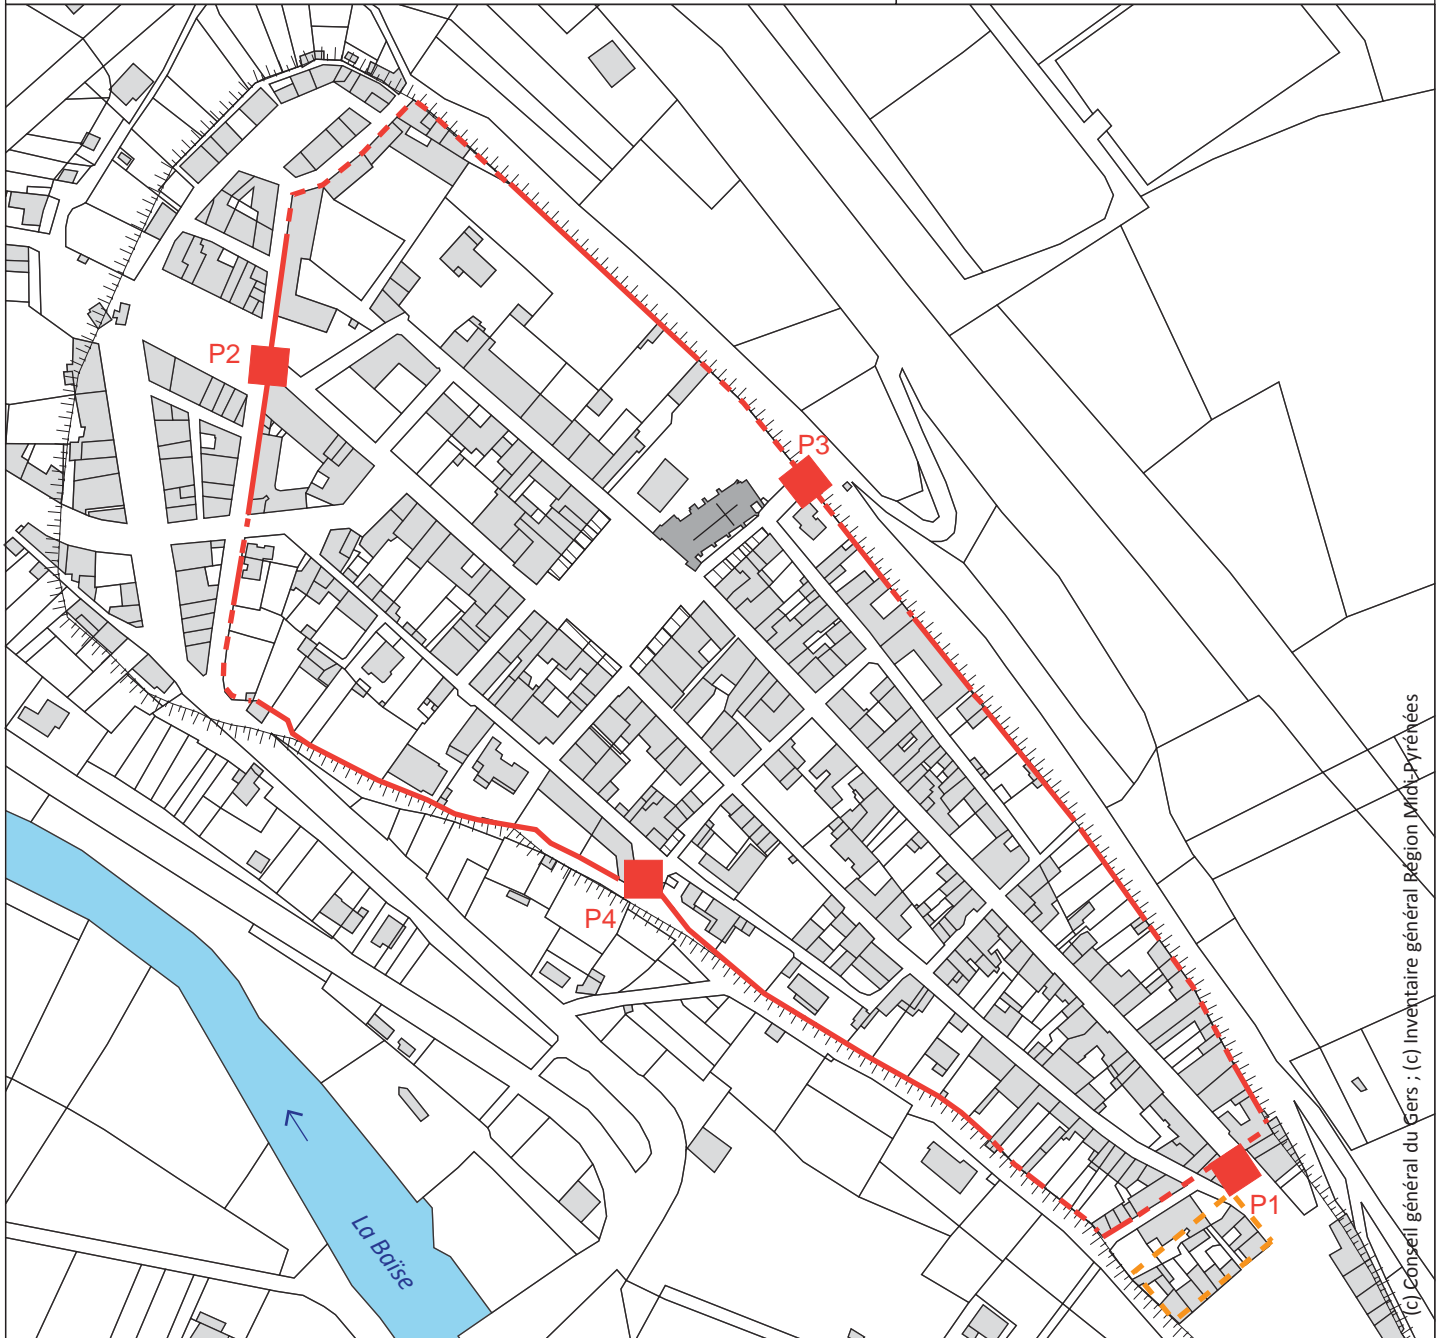 P2
P3
P4
P1
La Baïse
(c) Conseil général du Gers ; (c) Inventaire général Région Midi-Pyrénées